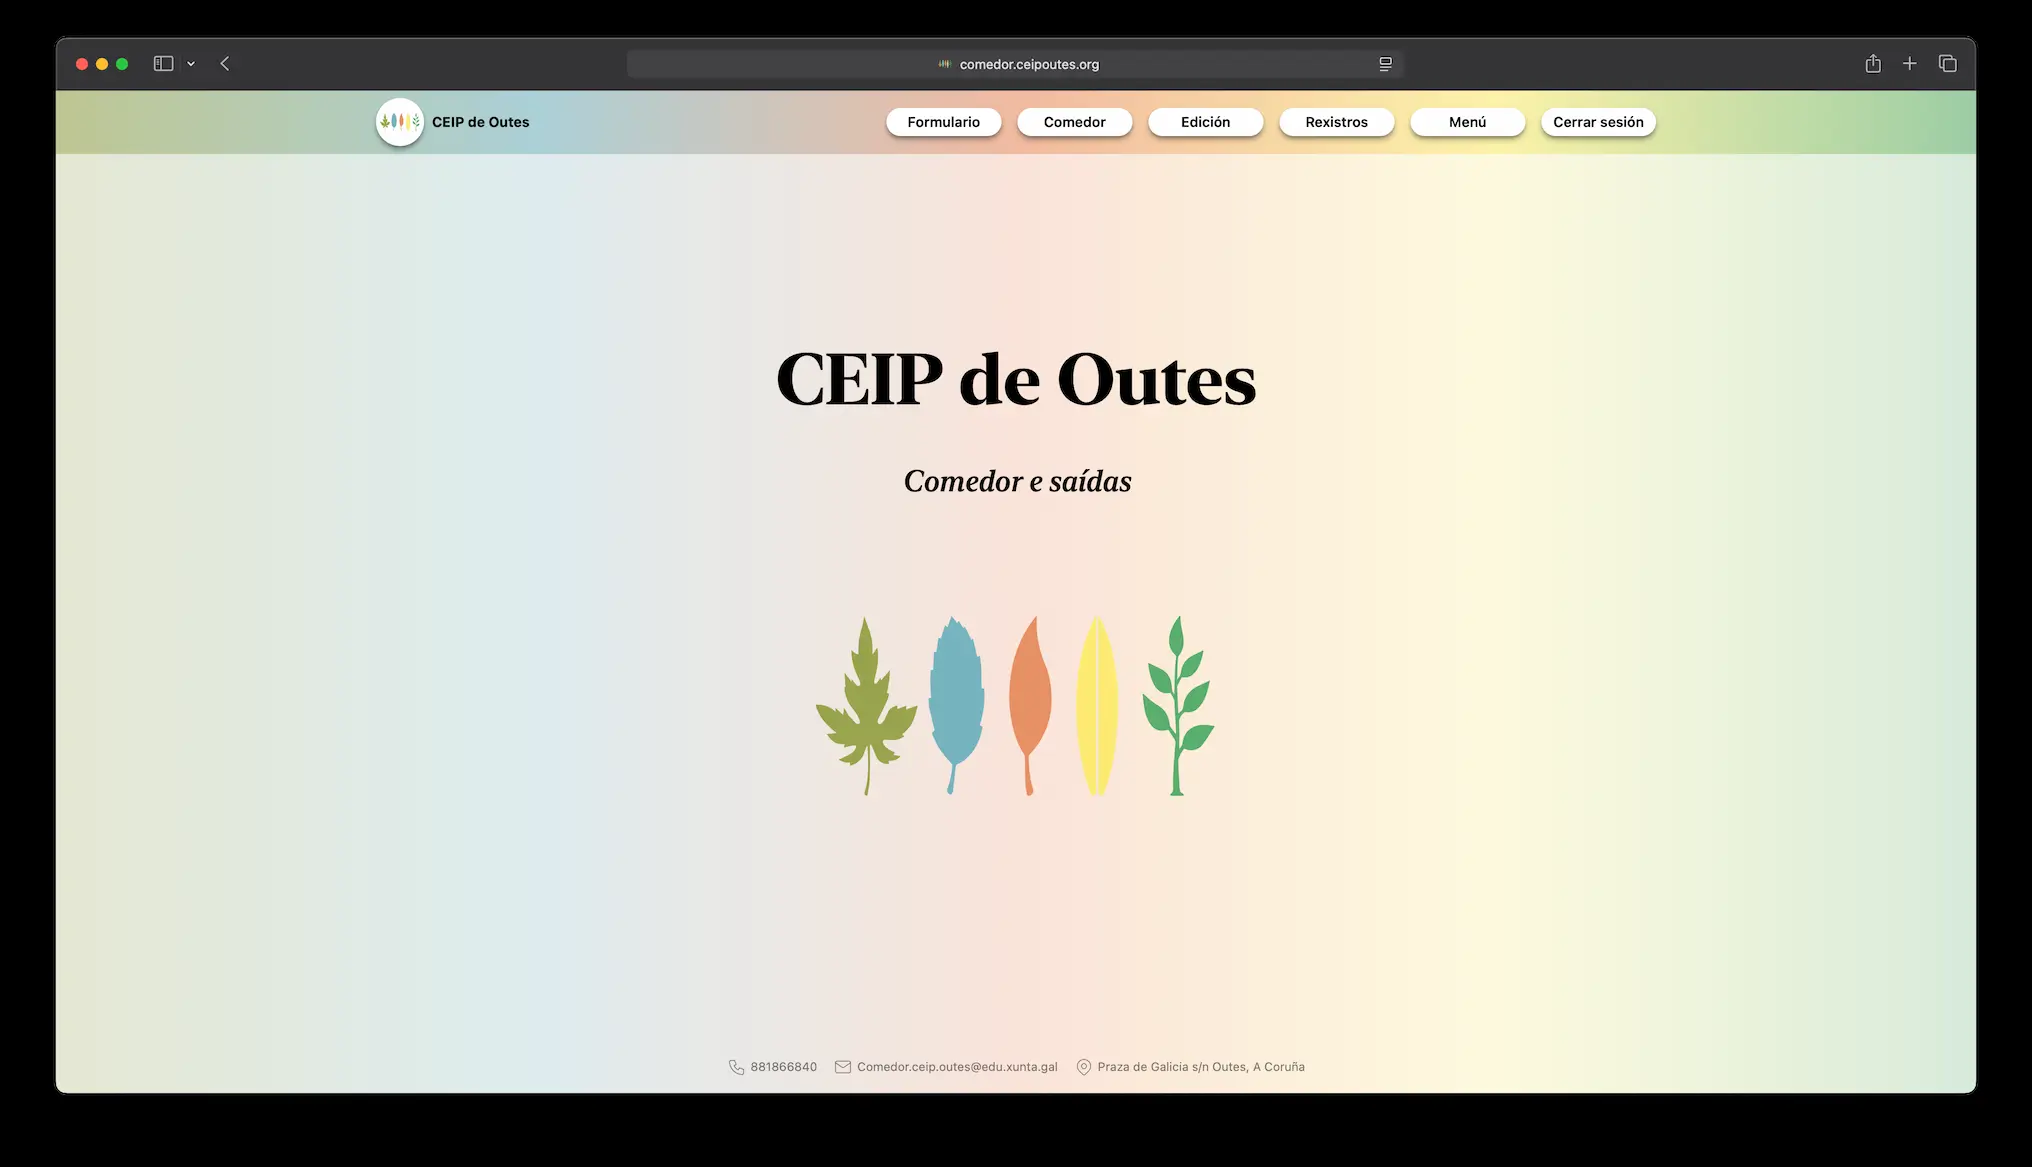 comedor.ceipoutes.org
CEIP de Outes
Formulario
Comedor
Edición
Rexistros
Menú
Cerrar sesión
CEIP de Outes
Comedor e saídas
881866840
Comedor.ceip.outes@edu.xunta.gal
Praza de Galicia s/n Outes, A Coruña